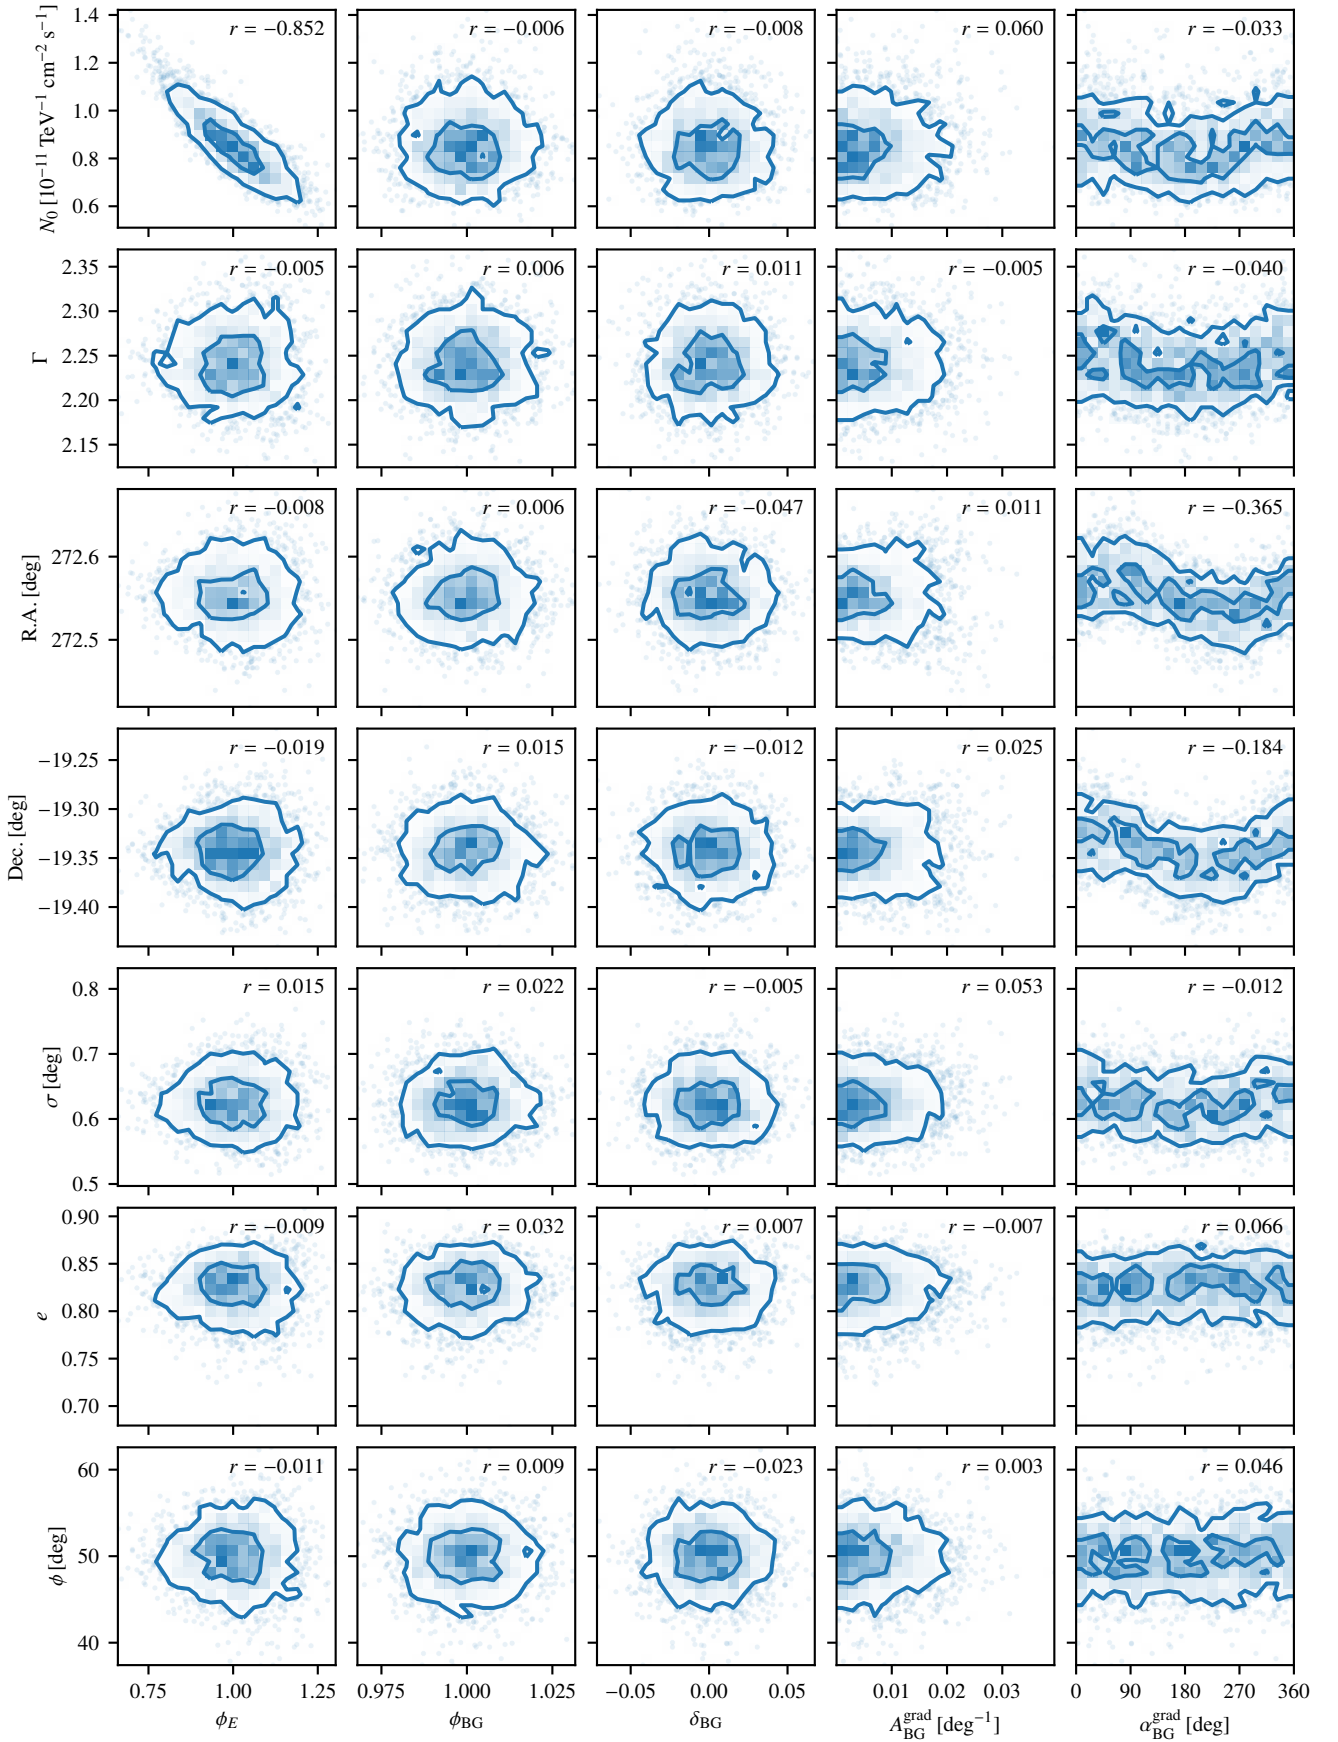 N₀ [10⁻¹¹ TeV⁻¹ cm⁻² s⁻¹]
1.4
1.2
1.0
0.8
0.6
r = −0.852
r = −0.006
r = −0.008
r = 0.060
r = −0.033
Γ
2.35
2.30
2.25
2.20
2.15
r = −0.005
r = 0.006
r = 0.011
r = −0.005
r = −0.040
R.A. [deg]
272.6
272.5
r = −0.008
r = 0.006
r = −0.047
r = 0.011
r = −0.365
Dec. [deg]
−19.25
−19.30
−19.35
−19.40
r = −0.019
r = 0.015
r = −0.012
r = 0.025
r = −0.184
σ [deg]
0.8
0.7
0.6
0.5
r = 0.015
r = 0.022
r = −0.005
r = 0.053
r = −0.012
e
0.90
0.85
0.80
0.75
0.70
r = −0.009
r = 0.032
r = 0.007
r = −0.007
r = 0.066
ϕ [deg]
60
50
40
r = −0.011
r = 0.009
r = −0.023
r = 0.003
r = 0.046
0.75 1.00 1.25
0.975 1.000 1.025
−0.05 0.00 0.05
0.01 0.02 0.03
0 90 180 270 360
ϕ_E
ϕ_BG
δ_BG
A_BG^grad [deg⁻¹]
α_BG^grad [deg]